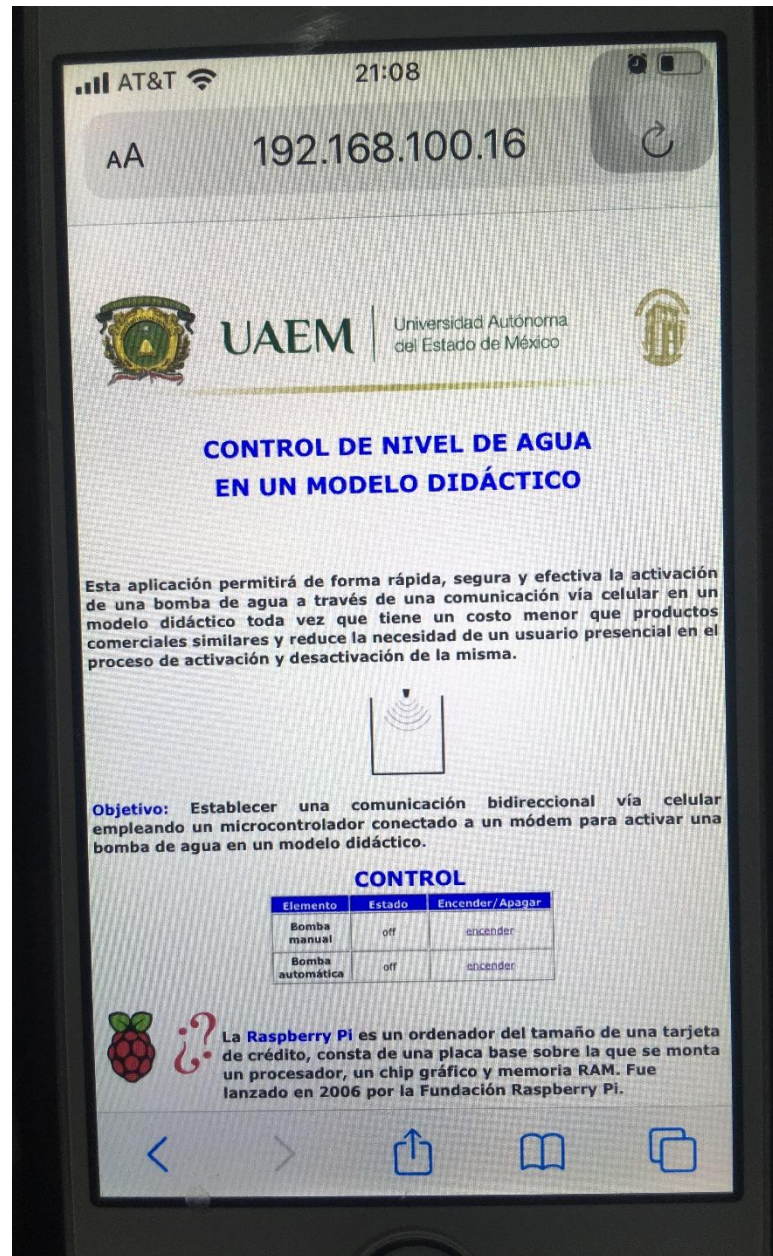 AT&T
21:08
AA
192.168.100.16
UAEM
Universidad Autónoma
del Estado de México
CONTROL DE NIVEL DE AGUA
EN UN MODELO DIDÁCTICO
Esta aplicación permitirá de forma rápida, segura y efectiva la activación
de una bomba de agua a través de una comunicación vía celular en un
modelo didáctico toda vez que tiene un costo menor que productos
comerciales similares y reduce la necesidad de un usuario presencial en el
proceso de activación y desactivación de la misma.
Objetivo: Establecer una comunicación bidireccional vía celular
empleando un microcontrolador conectado a un módem para activar una
bomba de agua en un modelo didáctico.
CONTROL
Elemento Estado Encender/Apagar
Bomba
manual off encender
Bomba
automática off encender
¿?
La Raspberry Pi es un ordenador del tamaño de una tarjeta
de crédito, consta de una placa base sobre la que se monta
un procesador, un chip gráfico y memoria RAM. Fue
lanzado en 2006 por la Fundación Raspberry Pi.